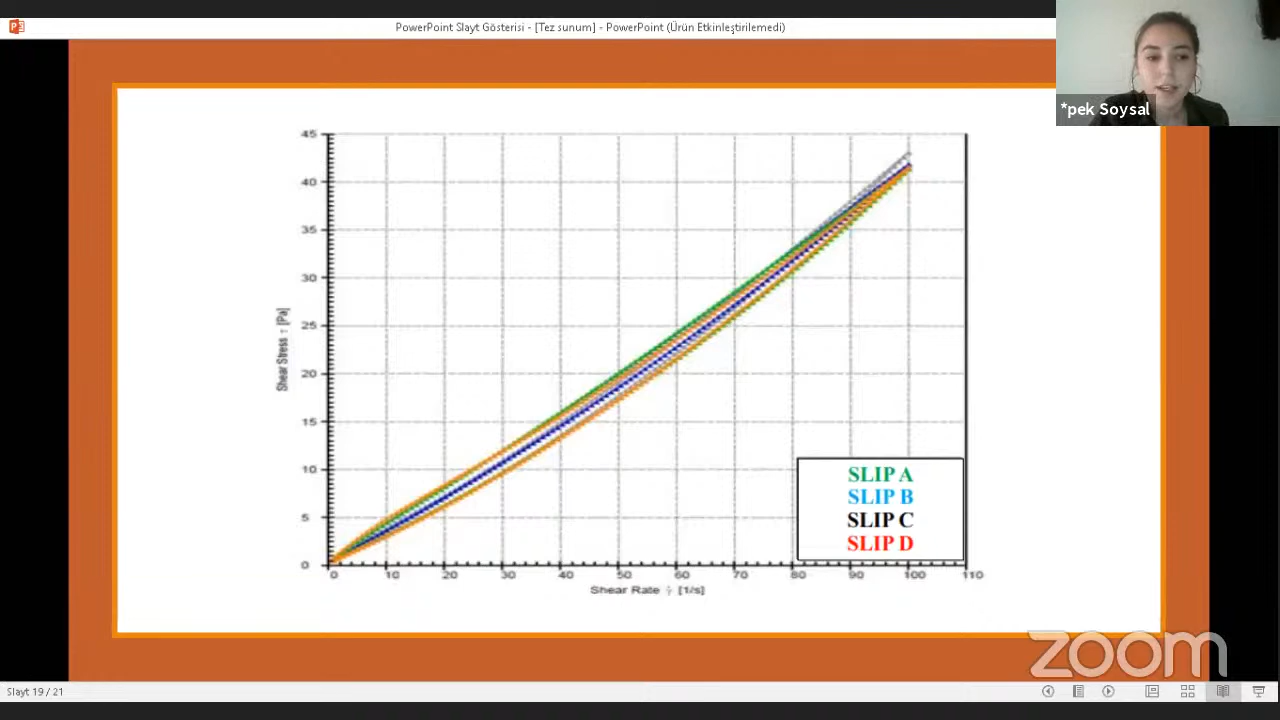 PowerPoint Slayt Gösterisi - [Tez sunum] - PowerPoint (Ürün Etkinleştirilemedi)
*pek Soysal
45
40
35
30
25
20
15
10
5
0
Shear Stress τ [Pa]
SLIP A
SLIP B
SLIP C
SLIP D
0 10 20 30 40 50 60 70 80 90 100 110
Shear Rate γ̇ [1/s]
zoom
Slayt 19 / 21